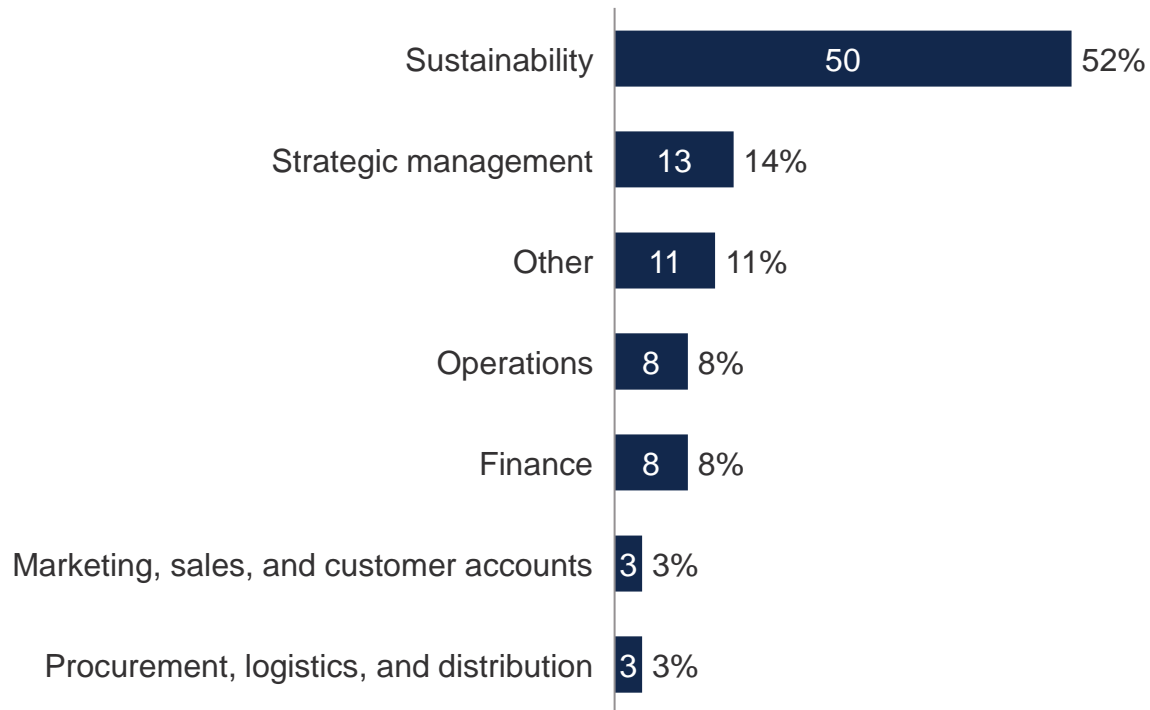 Sustainability 50 52%
Strategic management 13 14%
Other 11 11%
Operations 8 8%
Finance 8 8%
Marketing, sales, and customer accounts 3 3%
Procurement, logistics, and distribution 3 3%